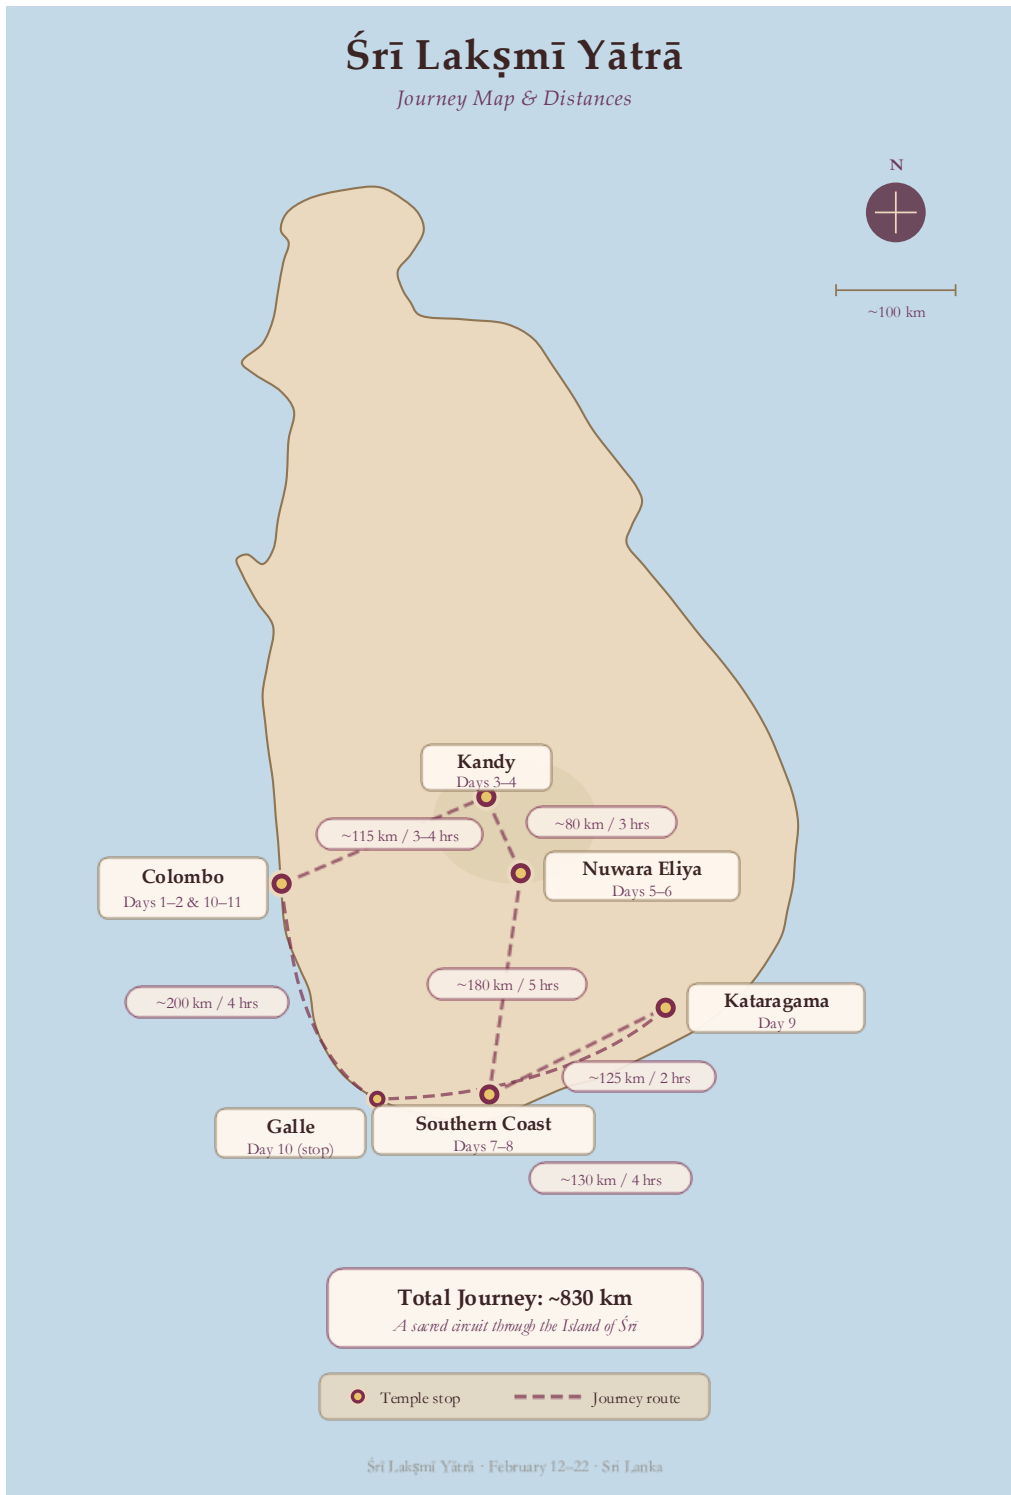 Śrī Lakṣmī Yātrā
Journey Map & Distances
N
~100 km
Kandy
Days 3–4
~115 km / 3–4 hrs
~80 km / 3 hrs
Nuwara Eliya
Days 5–6
Colombo
Days 1–2 & 10–11
~200 km / 4 hrs
~180 km / 5 hrs
Kataragama
Day 9
~125 km / 2 hrs
Galle
Day 10 (stop)
Southern Coast
Days 7–8
~130 km / 4 hrs
Total Journey: ~830 km
A sacred circuit through the Island of Śrī
Temple stop
Journey route
Śrī Lakṣmī Yātrā · February 12–22 · Sri Lanka